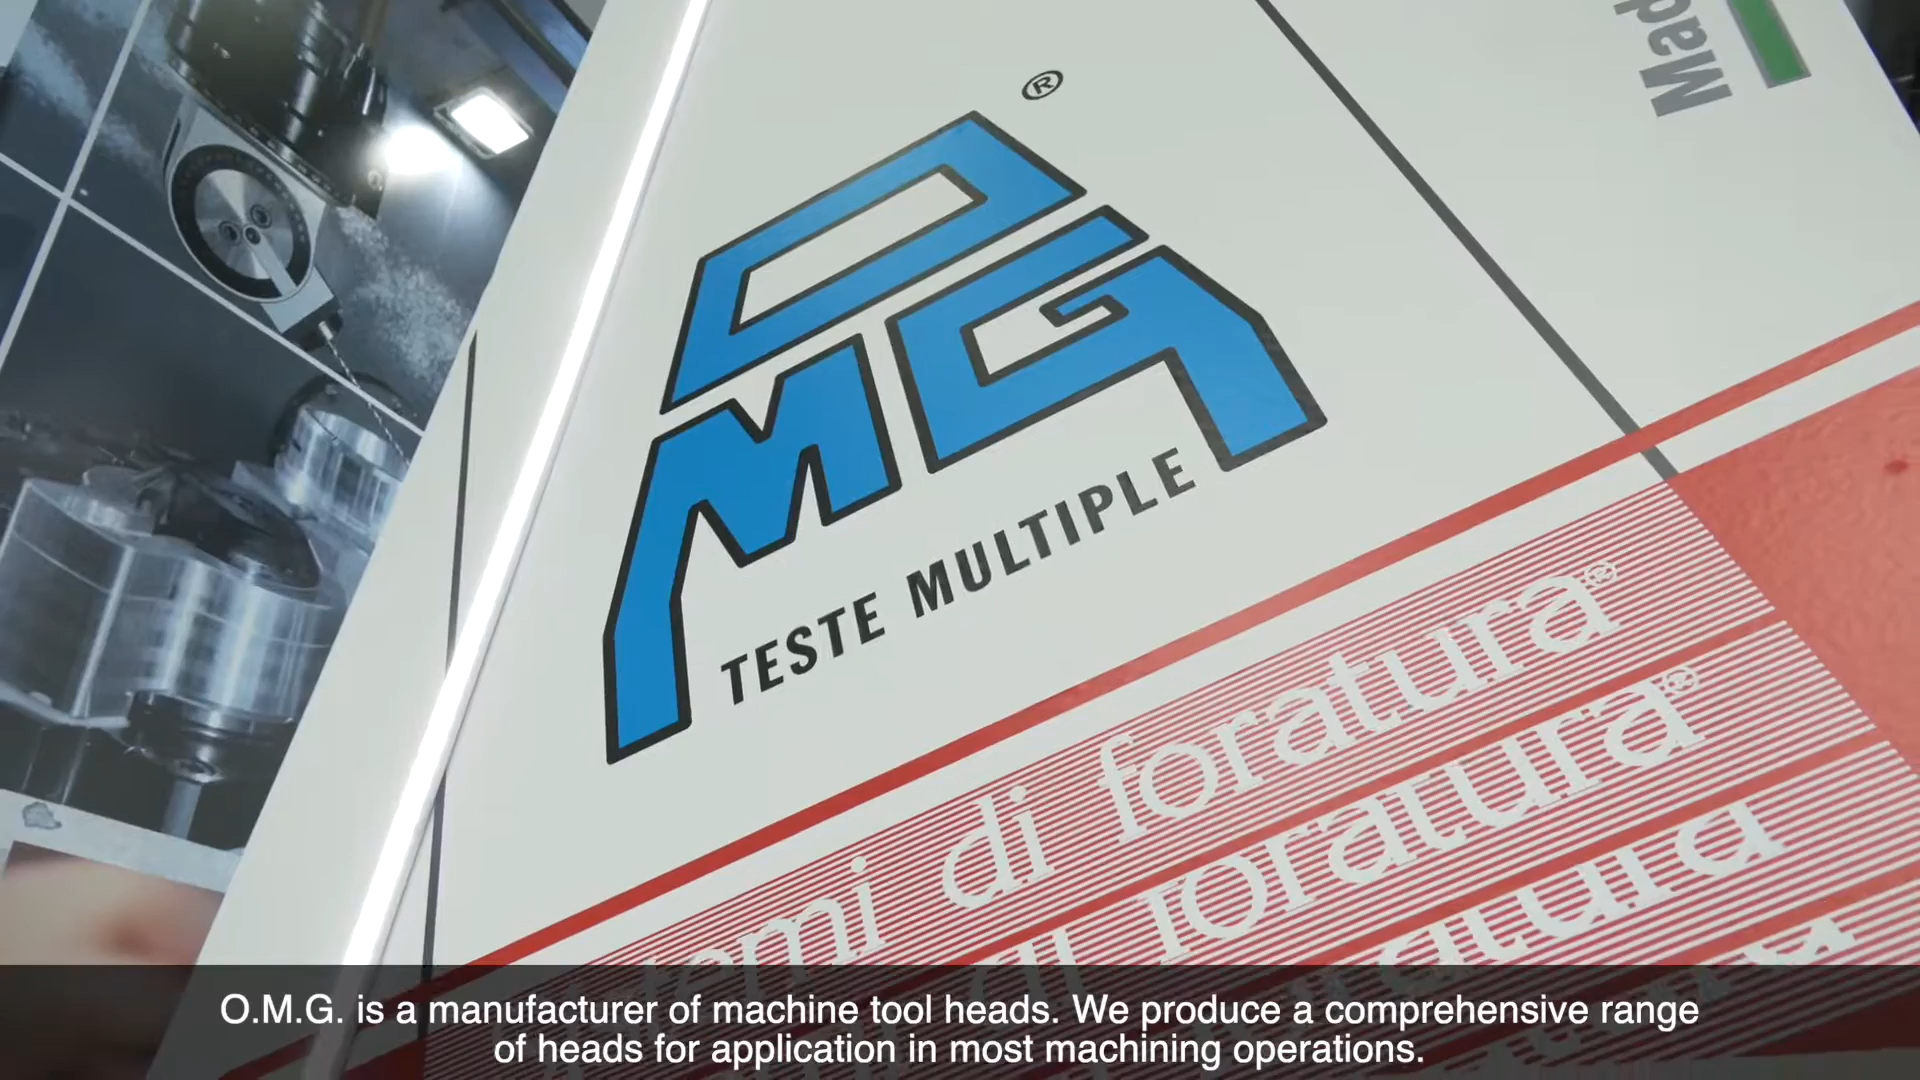 ®
OMG
TESTE MULTIPLE
di foratura®
foratura®
O.M.G. is a manufacturer of machine tool heads. We produce a comprehensive range
of heads for application in most machining operations.